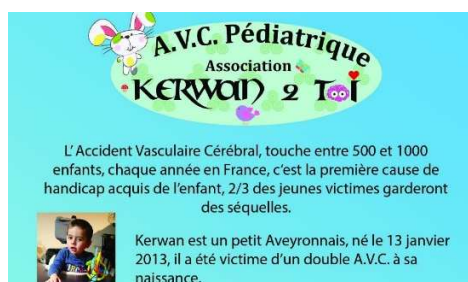 A.V.C. Pédiatrique
Association
KERWAN 2 ToI
L'Accident Vasculaire Cérébral, touche entre 500 et 1000
enfants, chaque année en France, c'est la première cause de
handicap acquis de l'enfant, 2/3 des jeunes victimes garderont
des séquelles.
Kerwan est un petit Aveyronnais, né le 13 janvier
2013, il a été victime d'un double A.V.C. à sa
naissance.